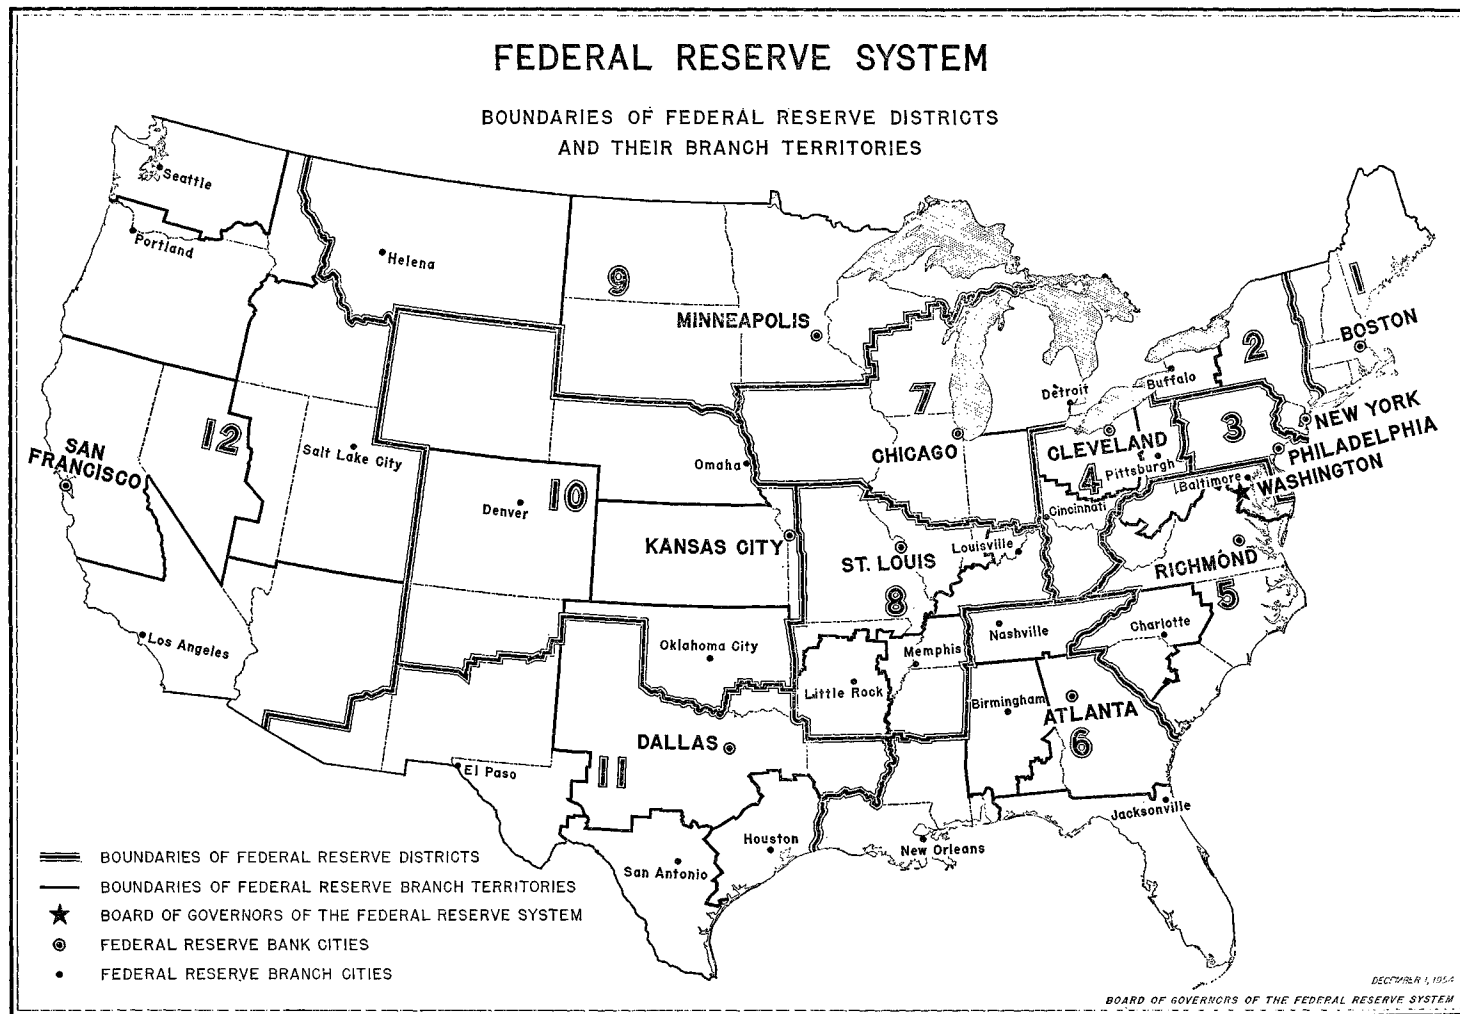 FEDERAL RESERVE SYSTEM
BOUNDARIES OF FEDERAL RESERVE DISTRICTS
AND THEIR BRANCH TERRITORIES
Seattle
Portland
Helena
9
MINNEAPOLIS
1
BOSTON
2
Buffalo
Detroit
7
CHICAGO
CLEVELAND
4
Pittsburgh
Cincinnati
3
NEW YORK
PHILADELPHIA
WASHINGTON
Baltimore
12
SAN
FRANCISCO
Salt Lake City
Los Angeles
Denver
10
Omaha
KANSAS CITY
ST. LOUIS
8
Louisville
RICHMOND
5
Charlotte
Nashville
Memphis
Little Rock
Oklahoma City
Birmingham
ATLANTA
6
Jacksonville
New Orleans
DALLAS
11
El Paso
Houston
San Antonio
BOUNDARIES OF FEDERAL RESERVE DISTRICTS
BOUNDARIES OF FEDERAL RESERVE BRANCH TERRITORIES
BOARD OF GOVERNORS OF THE FEDERAL RESERVE SYSTEM
FEDERAL RESERVE BANK CITIES
FEDERAL RESERVE BRANCH CITIES
DECEMBER 1, 1954
BOARD OF GOVERNORS OF THE FEDERAL RESERVE SYSTEM